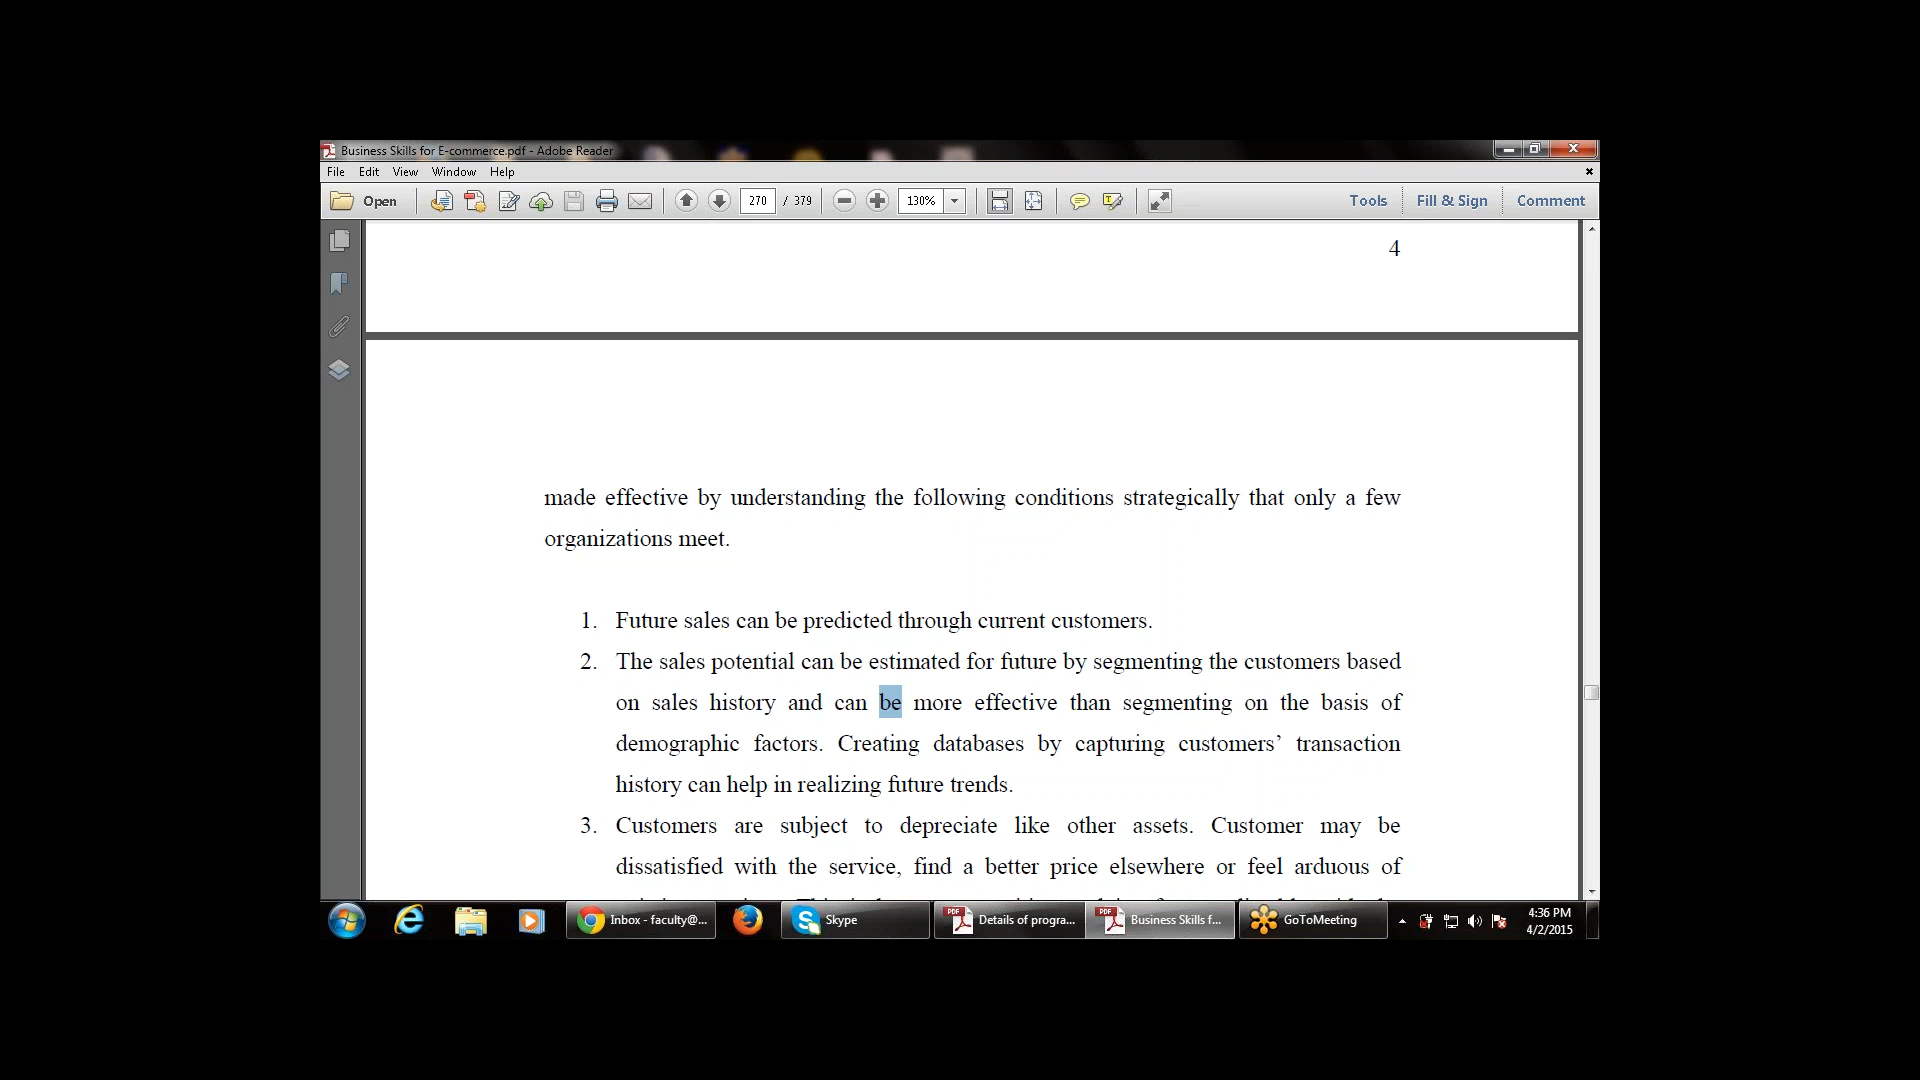 Business Skills for E-commerce.pdf - Adobe Reader
File Edit View Window Help
Open 270 / 379 130% Tools Fill & Sign Comment
4
made effective by understanding the following conditions strategically that only a few
organizations meet.
1. Future sales can be predicted through current customers.
2. The sales potential can be estimated for future by segmenting the customers based
on sales history and can be more effective than segmenting on the basis of
demographic factors. Creating databases by capturing customers’ transaction
history can help in realizing future trends.
3. Customers are subject to depreciate like other assets. Customer may be
dissatisfied with the service, find a better price elsewhere or feel arduous of
Inbox - faculty@... Skype Details of progra... Business Skills f... GoToMeeting 4:36 PM
4/2/2015